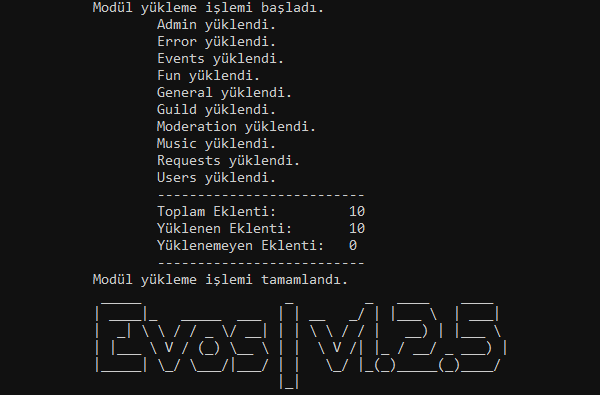 Modül yükleme işlemi başladı.
Admin yüklendi.
Error yüklendi.
Events yüklendi.
Fun yüklendi.
General yüklendi.
Guild yüklendi.
Moderation yüklendi.
Music yüklendi.
Requests yüklendi.
Users yüklendi.
--------------------------
Toplam Eklenti: 10
Yüklenen Eklenti: 10
Yüklenemeyen Eklenti: 0
--------------------------
Modül yükleme işlemi tamamlandı.
Evos | V1.2.5